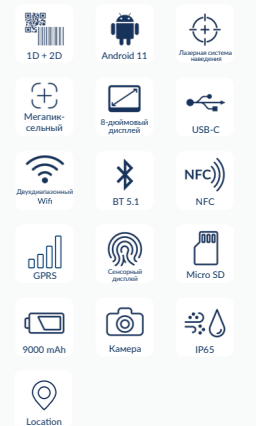 1D + 2D
Android 11
Лазерная система
наведения
Мегапик-
сельный
8-дюймовый
дисплей
USB-C
Двухдиапазонный
Wifi
BT 5.1
NFC
NFC
GPRS
Сенсорный
дисплей
Micro SD
9000 mAh
Камера
IP65
Location